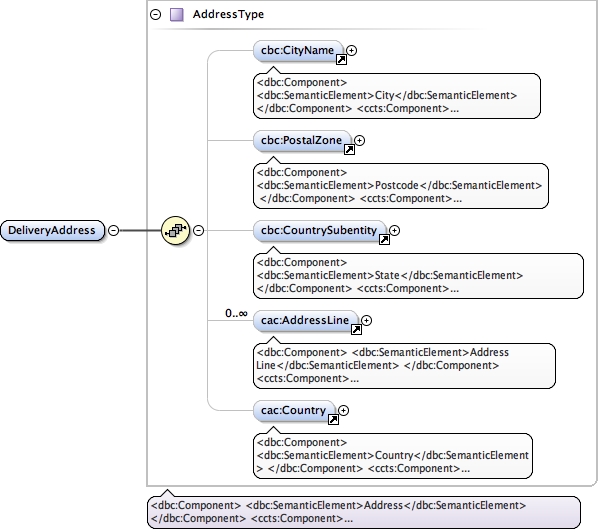 AddressType
cbc:CityName
<dbc:Component>
<dbc:SemanticElement>City</dbc:SemanticElement>
</dbc:Component> <ccts:Component>...
cbc:PostalZone
<dbc:Component>
<dbc:SemanticElement>Postcode</dbc:SemanticElement>
</dbc:Component> <ccts:Component>...
DeliveryAddress
cbc:CountrySubentity
<dbc:Component>
<dbc:SemanticElement>State</dbc:SemanticElement>
</dbc:Component> <ccts:Component>...
0..∞
cac:AddressLine
<dbc:Component> <dbc:SemanticElement>Address
Line</dbc:SemanticElement> </dbc:Component>
<ccts:Component>...
cac:Country
<dbc:Component>
<dbc:SemanticElement>Country</dbc:SemanticElement
> </dbc:Component> <ccts:Component>...
<dbc:Component> <dbc:SemanticElement>Address</dbc:SemanticElement>
</dbc:Component> <ccts:Component>...